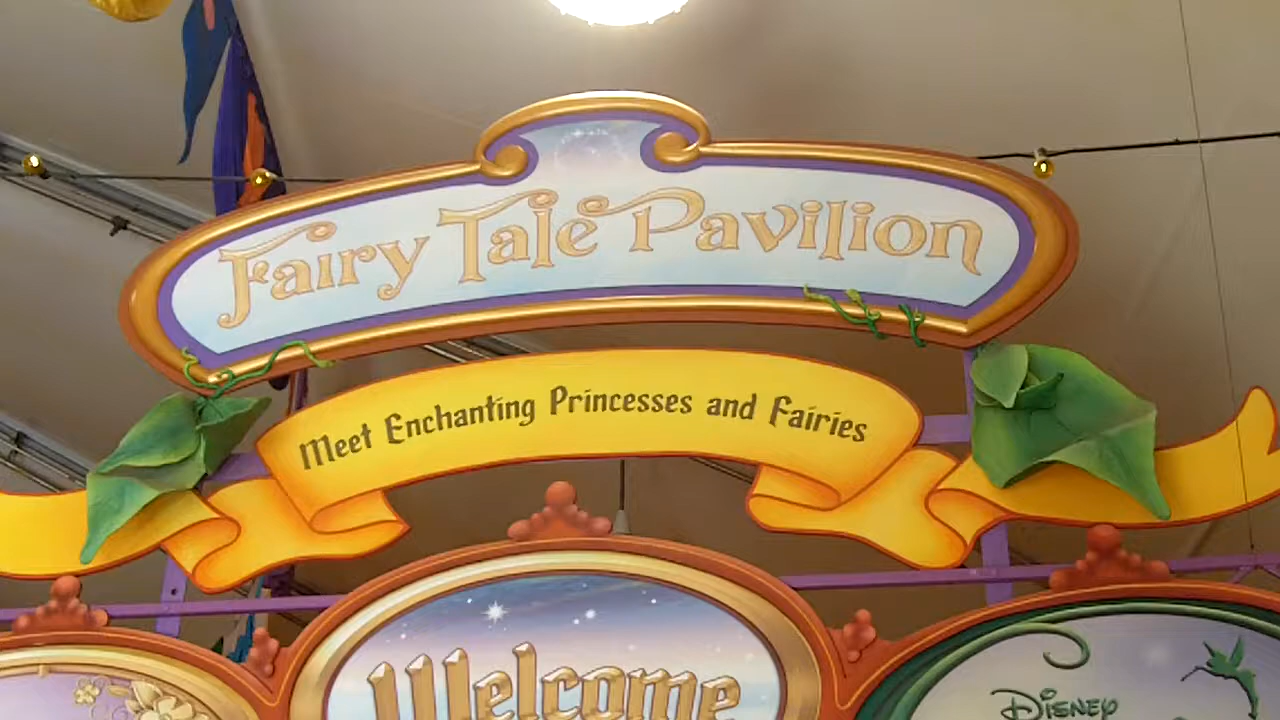 Fairy Tale Pavilion
Meet Enchanting Princesses and Fairies
Welcome
Disney